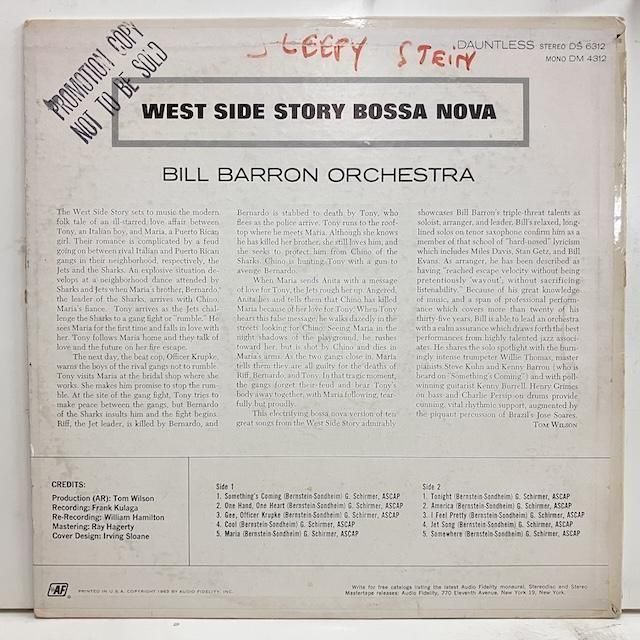 PROMOTION COPY
NOT TO BE SOLD
SLEEPY STEIN
DAUNTLESS STEREO DS 6312
MONO DM 4312
WEST SIDE STORY BOSSA NOVA
BILL BARRON ORCHESTRA
The West Side Story sets to music the modern
folk tale of an ill-starred love affair between
Tony, an Italian boy, and Maria, a Puerto Rican
girl. Their romance is complicated by a feud
going on between rival Italian and Puerto Rican
gangs in their neighborhood, respectively, the
Jets and the Sharks. An explosive situation de-
velops at a neighborhood dance attended by
Sharks and Jets when Maria's brother, Bernardo,
the leader of the Sharks, arrives with Chino,
Maria's fiance. Tony arrives as the Jets chal-
lenge the Sharks to a gang fight or "rumble." He
sees Maria for the first time and falls in love with
her. Tony follows Maria home and they talk of
love and the future on her fire escape.
The next day, the beat cop, Officer Krupke,
warns the boys of the rival gangs not to rumble.
Tony visits Maria at the bridal shop where she
works. She makes him promise to stop the rum-
ble. At the site of the gang fight, Tony tries to
make peace between the gangs, but Bernardo
of the Sharks insults him and the fight begins.
Riff, the Jet leader, is killed by Bernardo, and
Bernardo is stabbed to death by Tony, who
flees as the police arrive. Tony runs to the roof-
top where he meets Maria. Although she knows
he has killed her brother, she still loves him, and
she seeks to protect him from Chino of the
Sharks. Chino is hunting Tony with a gun to
avenge Bernardo.
When Maria sends Anita with a message
of love for Tony, the Jets rough her up. Angered,
Anita lies and tells them that Chino has killed
Maria because of her love for Tony. When Tony
hears this false message, he walks dazedly in the
streets looking for Chino. Seeing Maria in the
night shadows of the playground, he rushes
toward her, but is shot by Chino and dies in
Maria's arms. As the two gangs close in, Maria
tells them they are all guilty for the deaths of
Riff, Bernardo, and Tony. In that tragic moment,
the gangs forget their feud and bear Tony's
body away together, with Maria following, tear-
fully but proudly.
This electrifying bossa nova version of ten
great songs from the West Side Story admirably
showcases Bill Barron's triple-threat talents as
soloist, arranger, and leader. Bill's relaxed, long-
lined solos on tenor saxophone confirm him as a
member of that school of "hard-nosed" lyricism
which includes Miles Davis, Stan Getz, and Bill
Evans. As arranger, he has been described as
having "reached escape velocity without being
pretentiously 'wayout', without sacrificing
listenability." Because of his great knowledge
of music, and a span of professional perform-
ance which covers more than twenty of his
thirty-five years, Bill is able to lead an orchestra
with a calm assurance which draws forth the best
performances from highly talented jazz associ-
ates. He shares the solo spotlight with the burn-
ingly intense trumpeter Willie Thomas, master
pianists Steve Kuhn and Kenny Barron (who is
heard on "Something's Coming") and with poll-
winning guitarist Kenny Burrell. Henry Grimes
on bass and Charlie Persip on drums provide
cunning, vital rhythmic support, augmented by
the piquant percussion of Brazil's Jose Soares.
TOM WILSON
CREDITS:
Production (AR): Tom Wilson
Recording: Frank Kulaga
Re-Recording: William Hamilton
Mastering: Ray Hagerty
Cover Design: Irving Sloane
Side 1
1. Something's Coming (Bernstein-Sondheim) G. Schirmer, ASCAP
2. One Hand, One Heart (Bernstein-Sondheim) G. Schirmer, ASCAP
3. Gee, Officer Krupke (Bernstein-Sondheim) G. Schirmer, ASCAP
4. Cool (Bernstein-Sondheim) G. Schirmer, ASCAP
5. Maria (Bernstein-Sondheim) G. Schirmer, ASCAP
Side 2
1. Tonight (Bernstein-Sondheim) G. Schirmer, ASCAP
2. America (Bernstein-Sondheim) G. Schirmer, ASCAP
3. I Feel Pretty (Bernstein-Sondheim) G. Schirmer, ASCAP
4. Jet Song (Bernstein-Sondheim) G. Schirmer, ASCAP
5. Somewhere (Bernstein-Sondheim) G. Schirmer, ASCAP
AF
PRINTED IN U.S.A. COPYRIGHT 1963 BY AUDIO FIDELITY, INC.
Write for free catalogs listing the latest Audio Fidelity monaural, Stereodisc and Stereo
Mastertape releases: Audio Fidelity, 770 Eleventh Avenue, New York 19, New York.